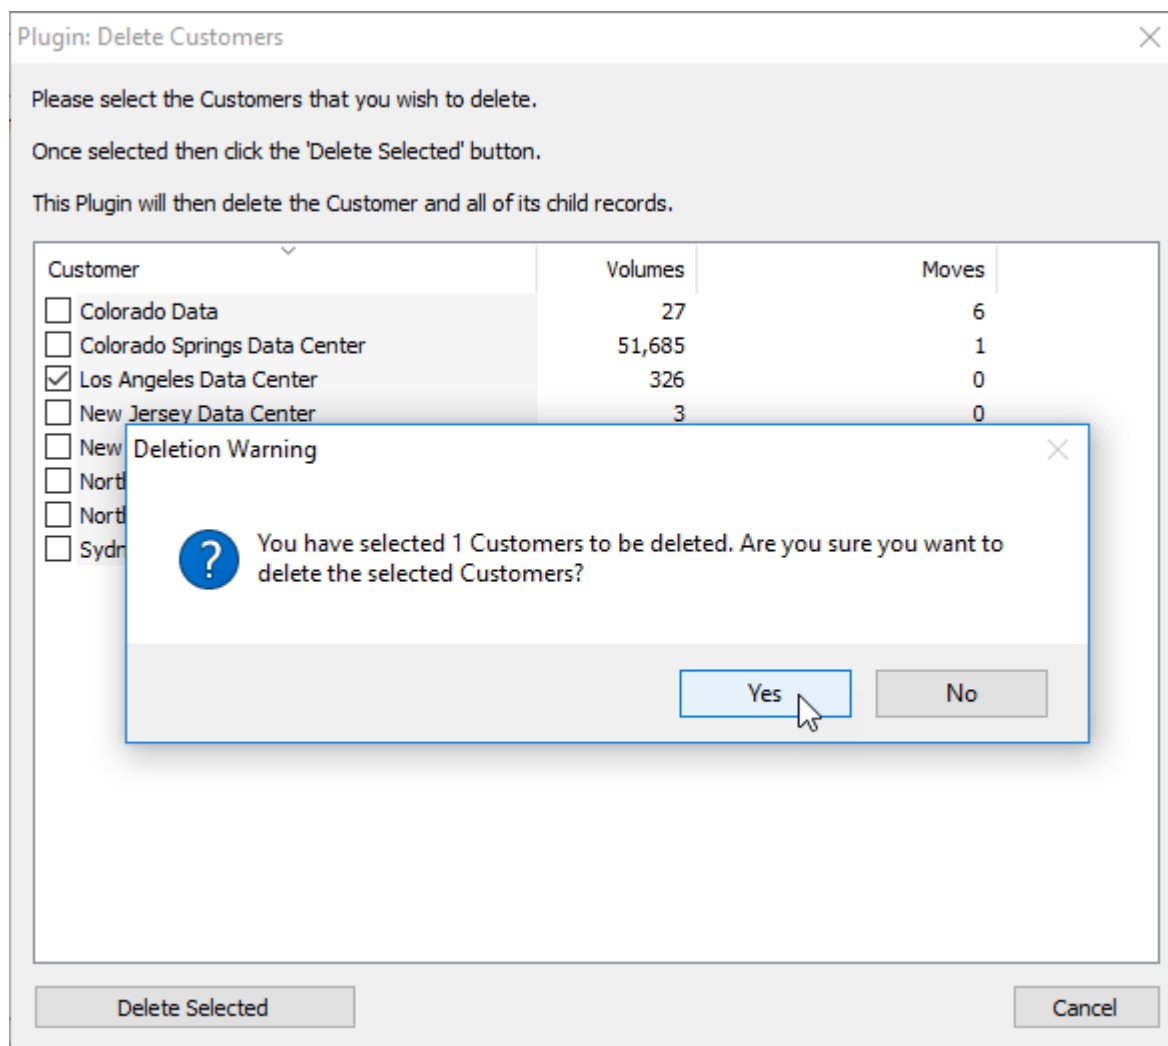 Plugin: Delete Customers
Please select the Customers that you wish to delete.
Once selected then click the 'Delete Selected' button.
This Plugin will then delete the Customer and all of its child records.
Customer Volumes Moves
Colorado Data 27 6
Colorado Springs Data Center 51,685 1
Los Angeles Data Center 326 0
New Jersey Data Center 3 0
New
Deletion Warning
You have selected 1 Customers to be deleted. Are you sure you want to
delete the selected Customers?
Yes No
Delete Selected Cancel